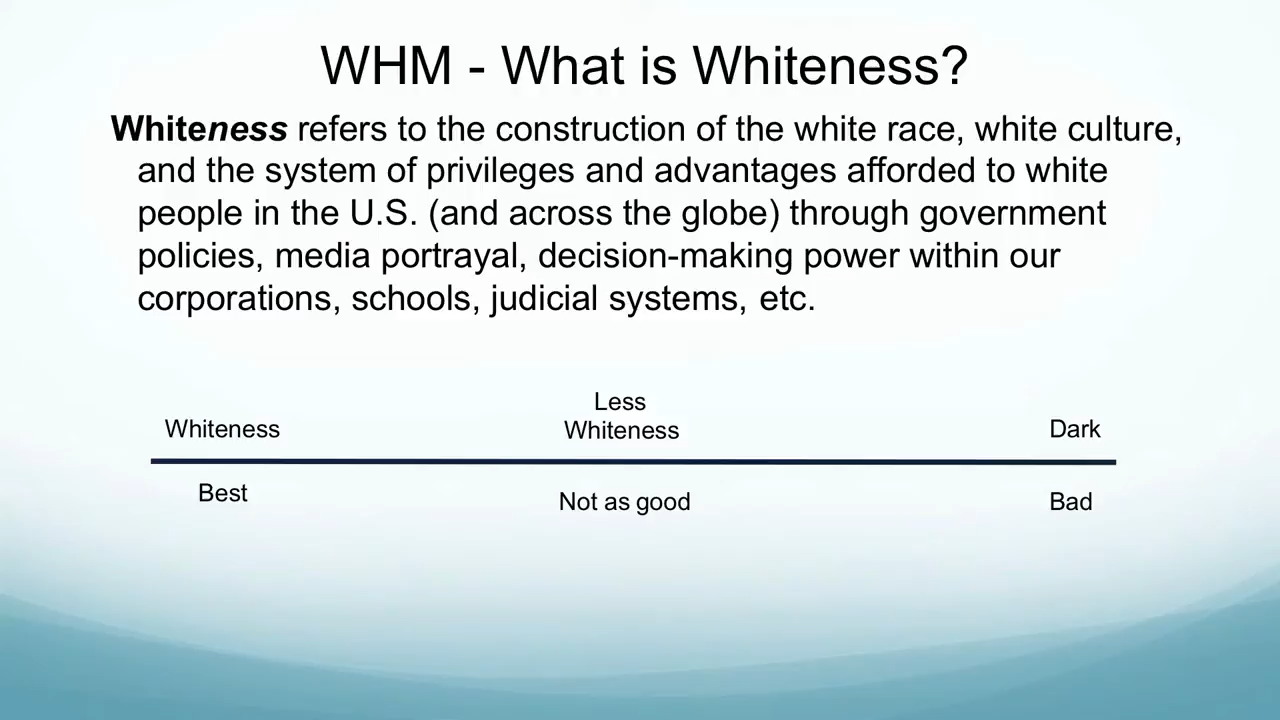 WHM - What is Whiteness?
Whiteness refers to the construction of the white race, white culture,
and the system of privileges and advantages afforded to white
people in the U.S. (and across the globe) through government
policies, media portrayal, decision-making power within our
corporations, schools, judicial systems, etc.
Less
Whiteness
Whiteness
Dark
Best
Not as good
Bad